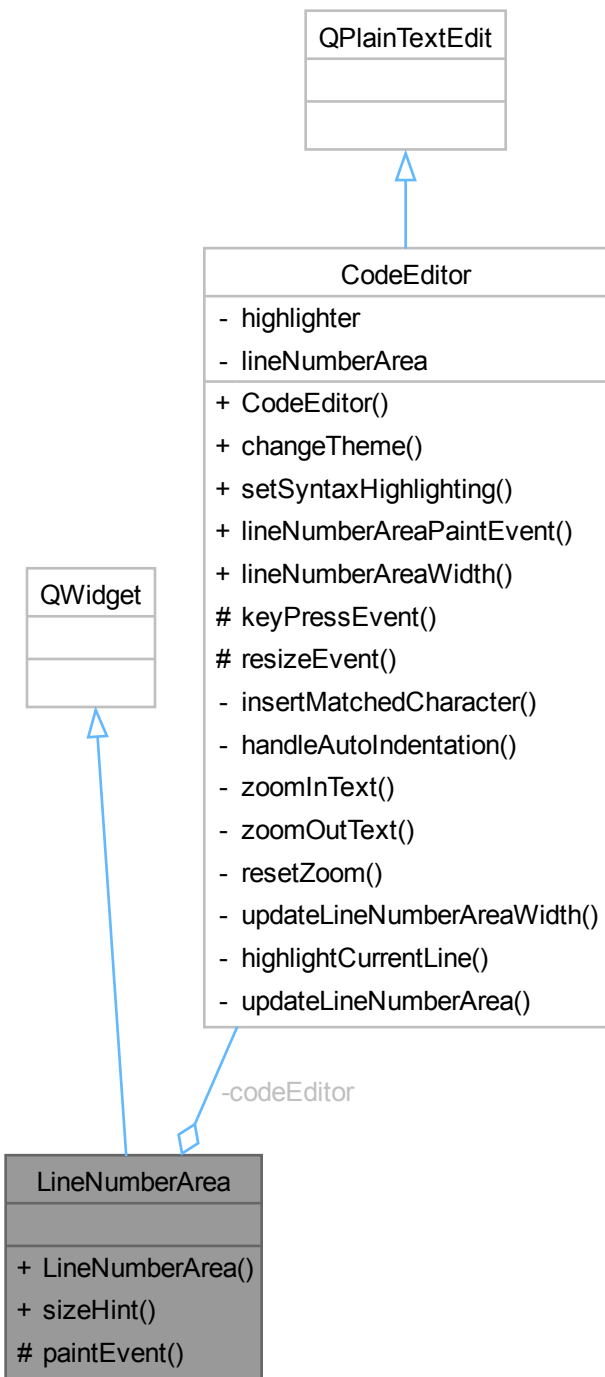 QPlainTextEdit
CodeEditor
- highlighter
- lineNumberArea
+ CodeEditor()
+ changeTheme()
+ setSyntaxHighlighting()
+ lineNumberAreaPaintEvent()
+ lineNumberAreaWidth()
# keyPressEvent()
# resizeEvent()
- insertMatchedCharacter()
- handleAutoIndentation()
- zoomInText()
- zoomOutText()
- resetZoom()
- updateLineNumberAreaWidth()
- highlightCurrentLine()
- updateLineNumberArea()
QWidget
-codeEditor
LineNumberArea
+ LineNumberArea()
+ sizeHint()
# paintEvent()